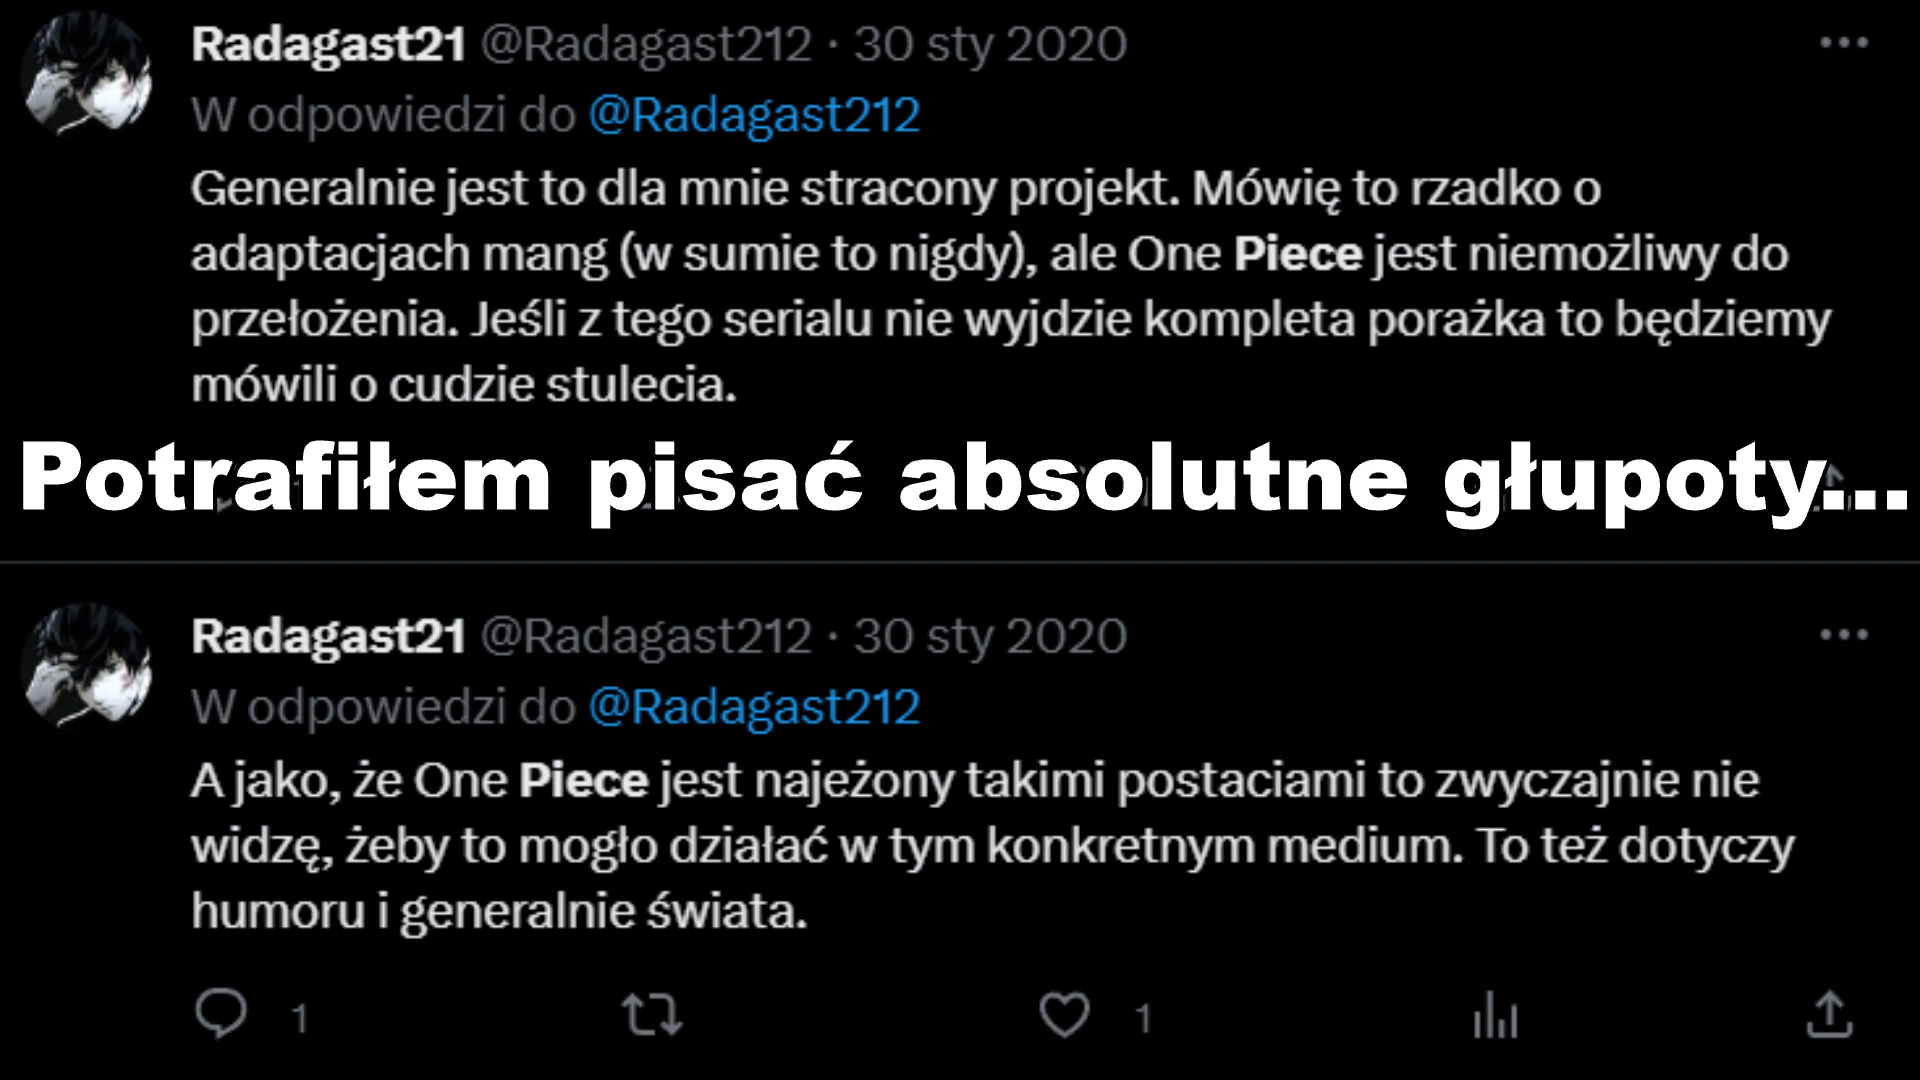 Radagast21 @Radagast212 · 30 sty 2020
W odpowiedzi do @Radagast212
Generalnie jest to dla mnie stracony projekt. Mówię to rzadko o
adaptacjach mang (w sumie to nigdy), ale One Piece jest niemożliwy do
przełożenia. Jeśli z tego serialu nie wyjdzie kompleta porażka to będziemy
mówili o cudzie stulecia.
Potrafiłem pisać absolutne głupoty...
Radagast21 @Radagast212 · 30 sty 2020
W odpowiedzi do @Radagast212
A jako, że One Piece jest najeżony takimi postaciami to zwyczajnie nie
widzę, żeby to mogło działać w tym konkretnym medium. To też dotyczy
humoru i generalnie świata.
1 1